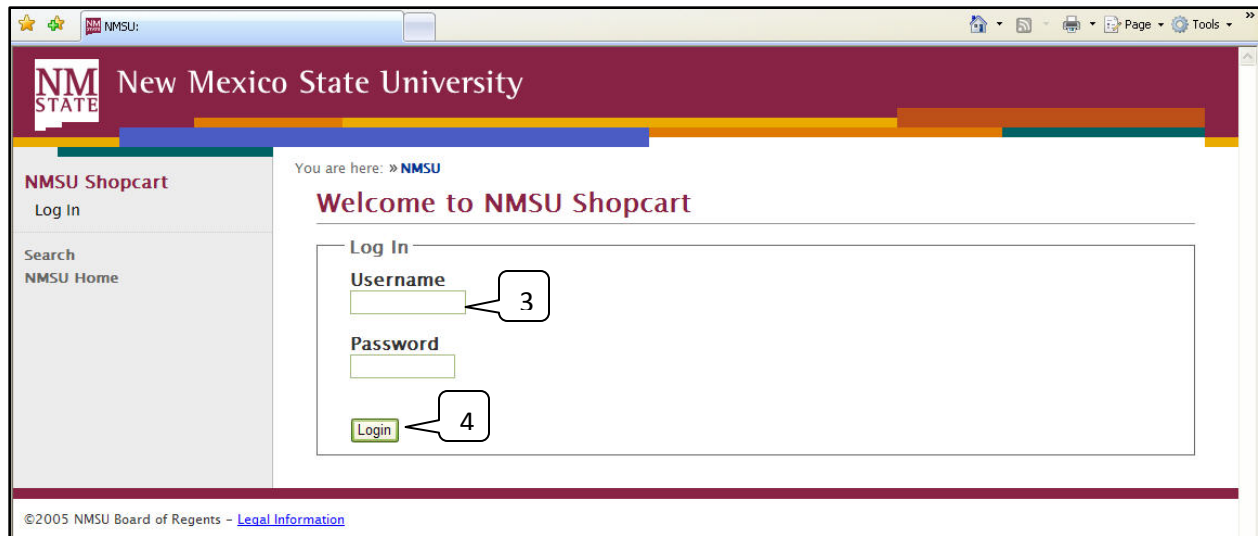 NMSU:
Page
Tools
»
NM
STATE
New Mexico State University
NMSU Shopcart
Log In
Search
NMSU Home
You are here: » NMSU
Welcome to NMSU Shopcart
Log In
Username
3
Password
Login
4
©2005 NMSU Board of Regents – Legal Information